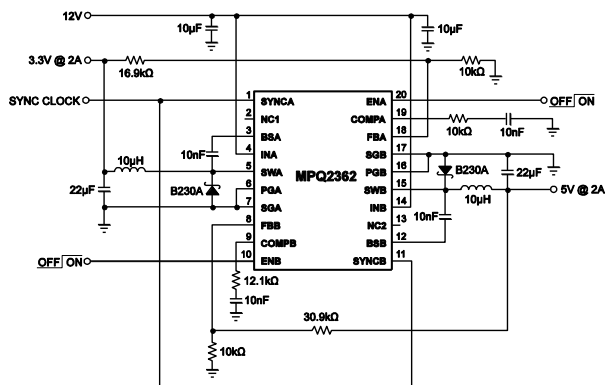 12V
10µF
10µF
3.3V @ 2A
16.9kΩ
10kΩ
SYNC CLOCK
1 SYNCA
2 NC1
3 BSA
4 INA
5 SWA
6 PGA
7 SGA
8 FBB
9 COMPB
10 ENB
MPQ2362
ENA 20
COMPA 19
FBA 18
SGB 17
PGB 16
SWB 15
INB 14
NC2 13
BSB 12
SYNCB 11
OFF ON
10kΩ
10nF
10nF
10µH
22µF
B230A
B230A
22µF
5V @ 2A
10µH
10nF
OFF ON
12.1kΩ
10nF
30.9kΩ
10kΩ